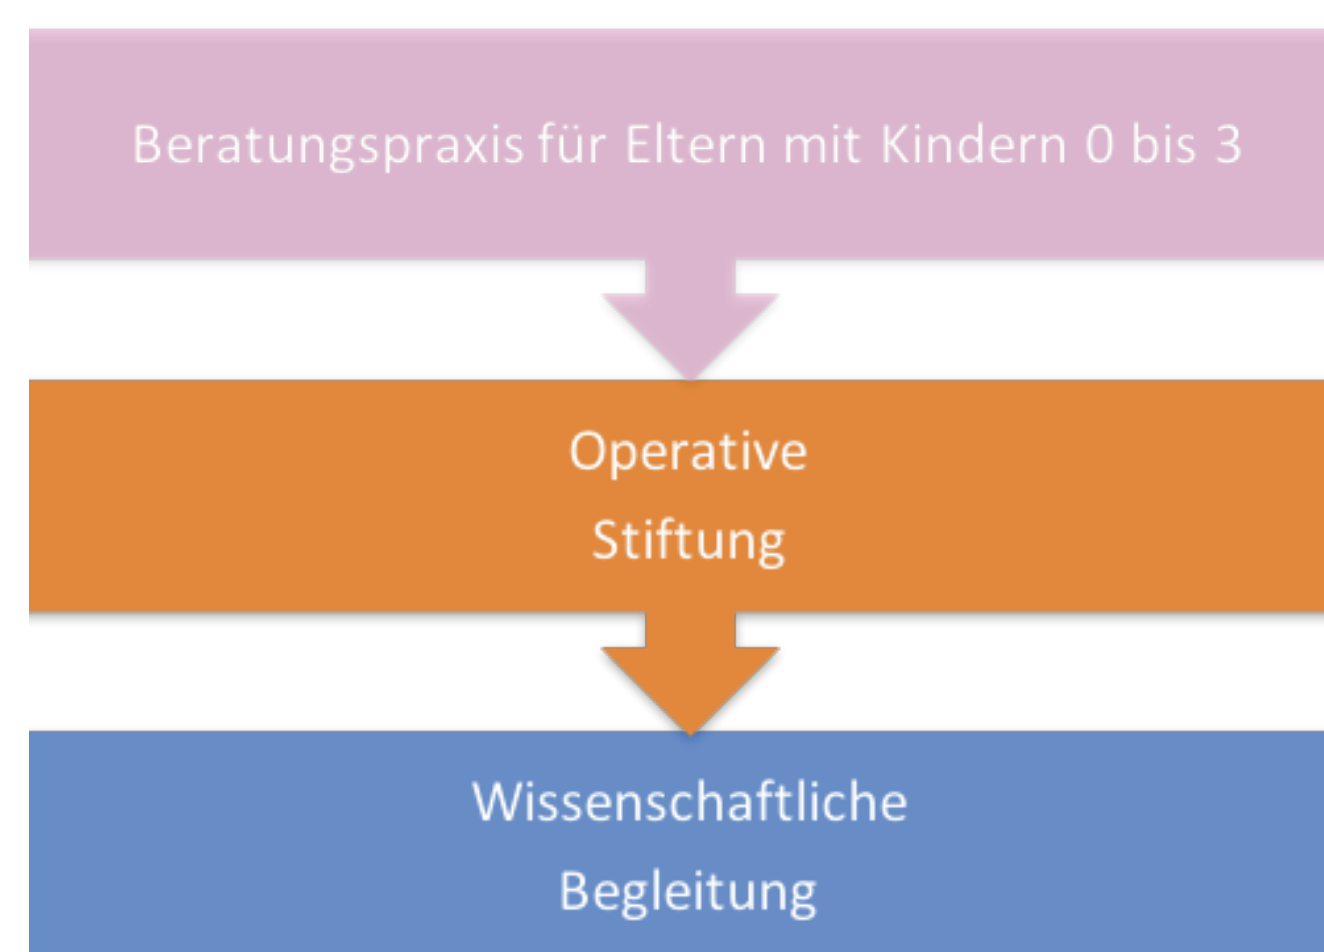 Beratungspraxis für Eltern mit Kindern 0 bis 3
Operative
Stiftung
Wissenschaftliche
Begleitung